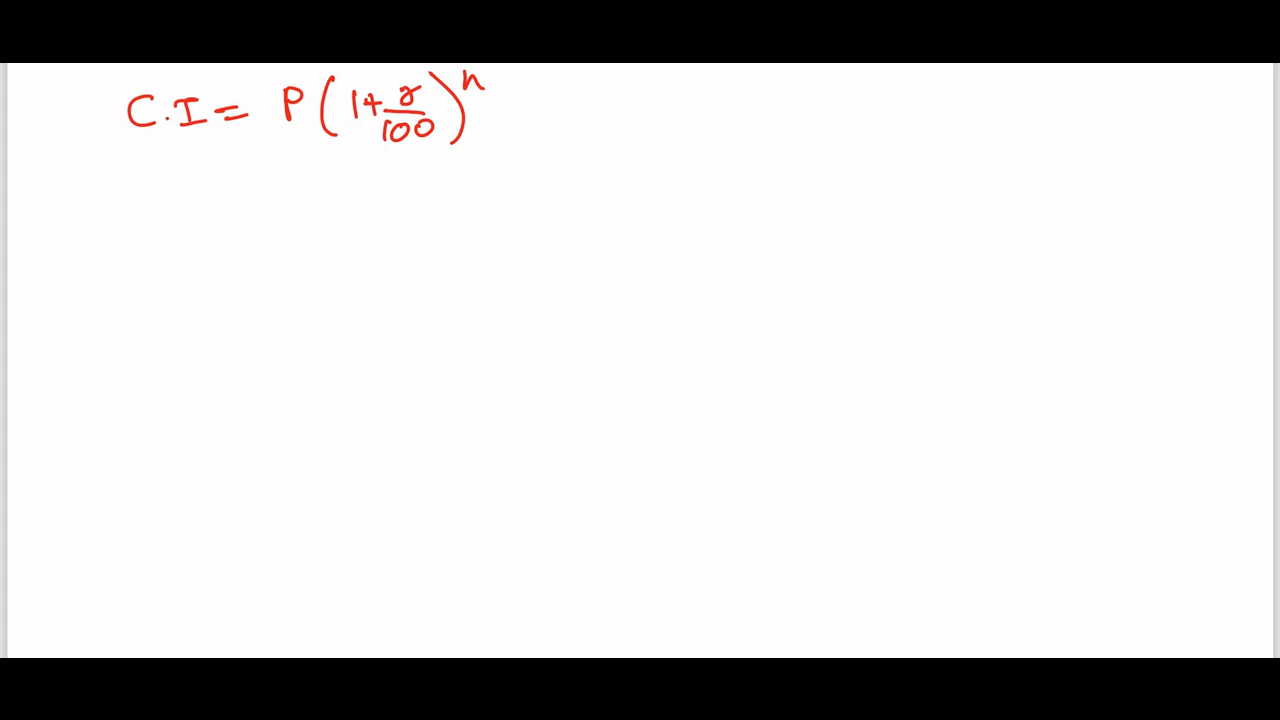 C.I = P(1+r/100)^n